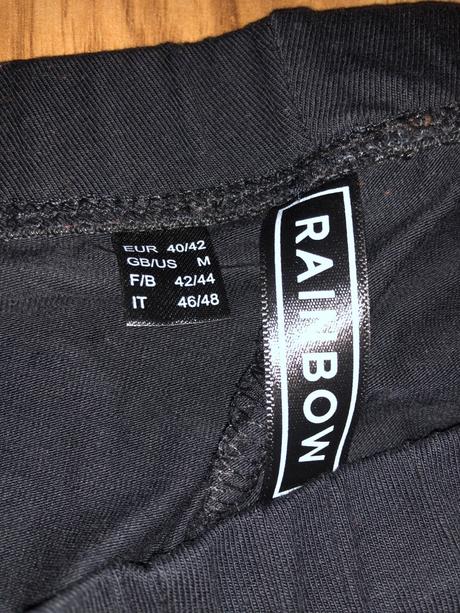 EUR 40/42
GB/US M
F/B 42/44
IT 46/48
RAINBOW